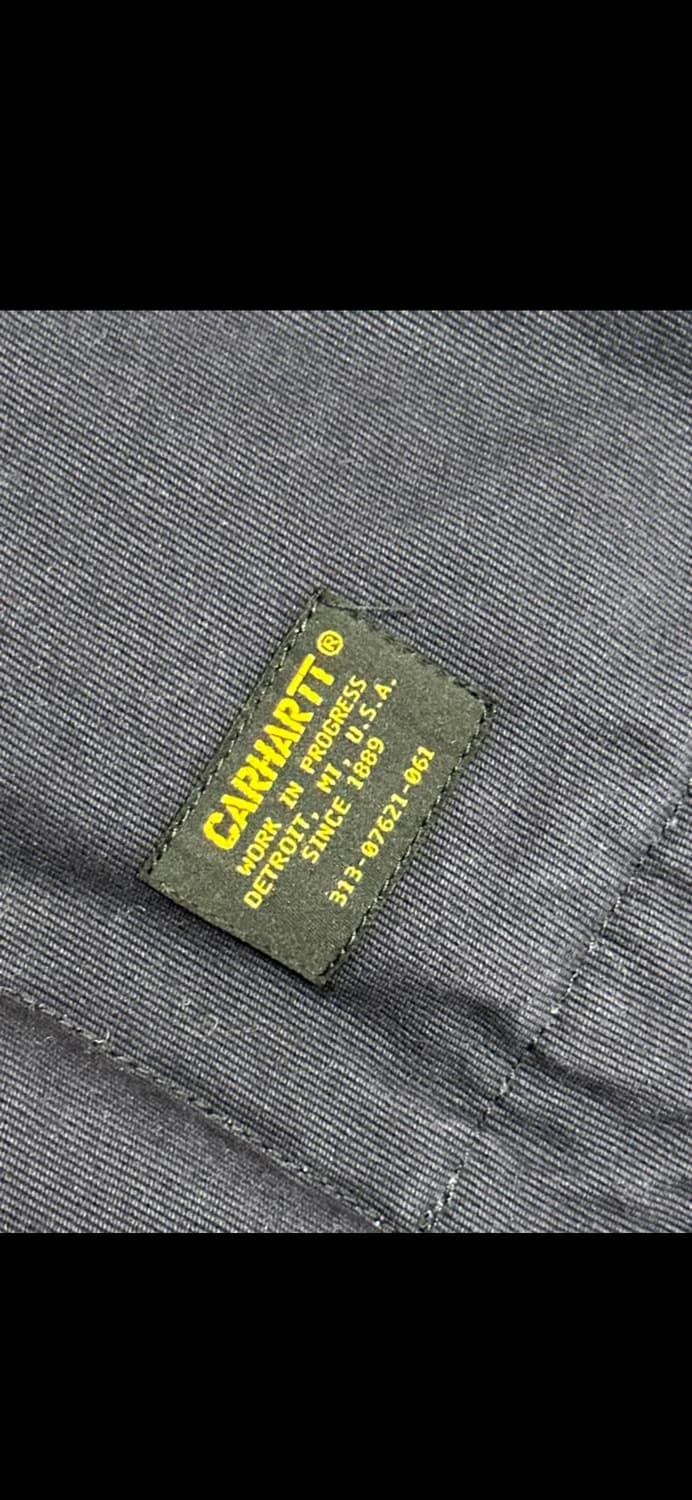 CARHARTT®
WORK IN PROGRESS
DETROIT, MI, U.S.A.
SINCE 1889
313-07621-061